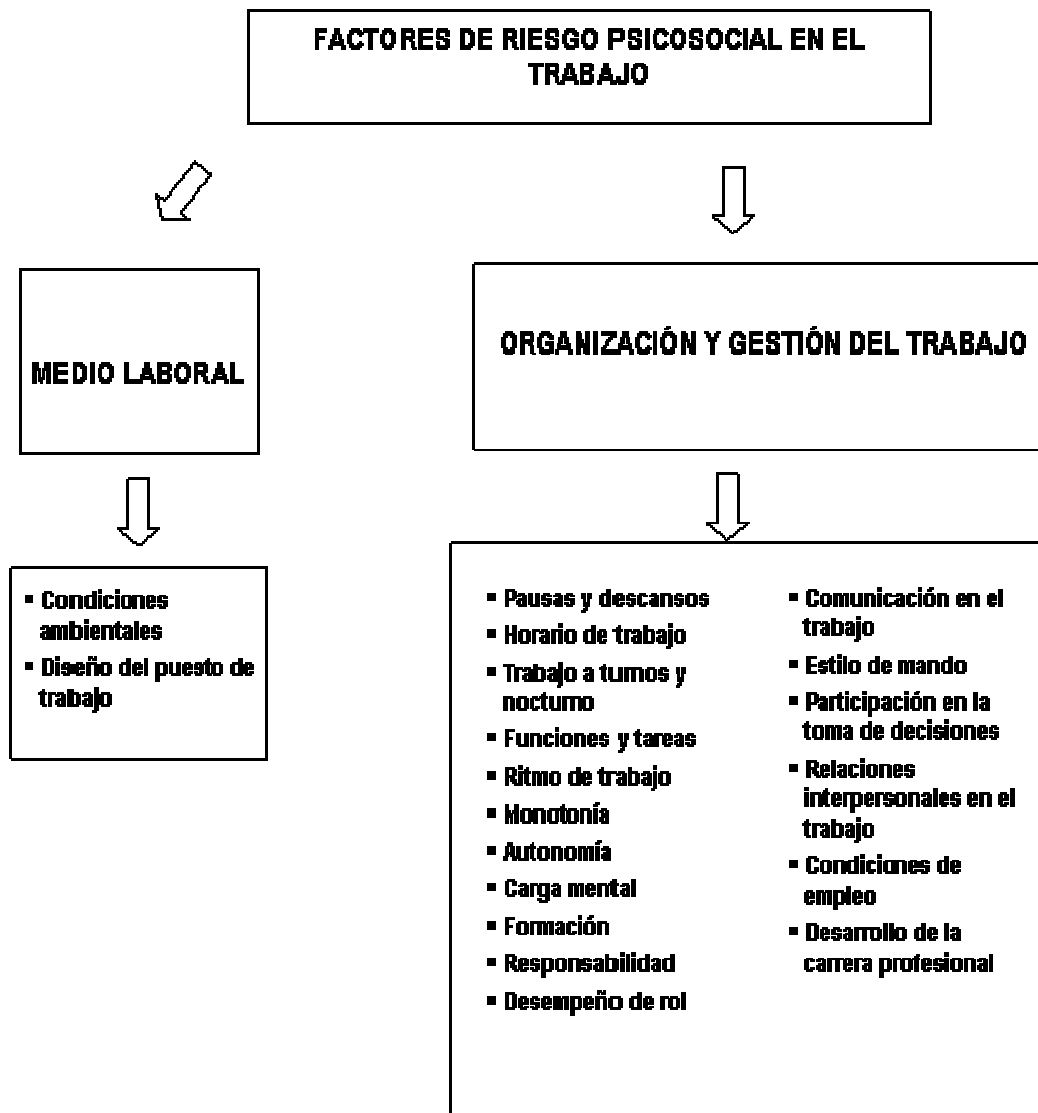 FACTORES DE RIESGO PSICOSOCIAL EN EL
TRABAJO
MEDIO LABORAL
ORGANIZACIÓN Y GESTIÓN DEL TRABAJO
▪ Condiciones
ambientales
▪ Diseño del puesto de
trabajo
▪ Pausas y descansos
▪ Horario de trabajo
▪ Trabajo a turnos y
nocturno
▪ Funciones y tareas
▪ Ritmo de trabajo
▪ Monotonía
▪ Autonomía
▪ Carga mental
▪ Formación
▪ Responsabilidad
▪ Desempeño de rol
▪ Comunicación en el
trabajo
▪ Estilo de mando
▪ Participación en la
toma de decisiones
▪ Relaciones
interpersonales en el
trabajo
▪ Condiciones de
empleo
▪ Desarrollo de la
carrera profesional